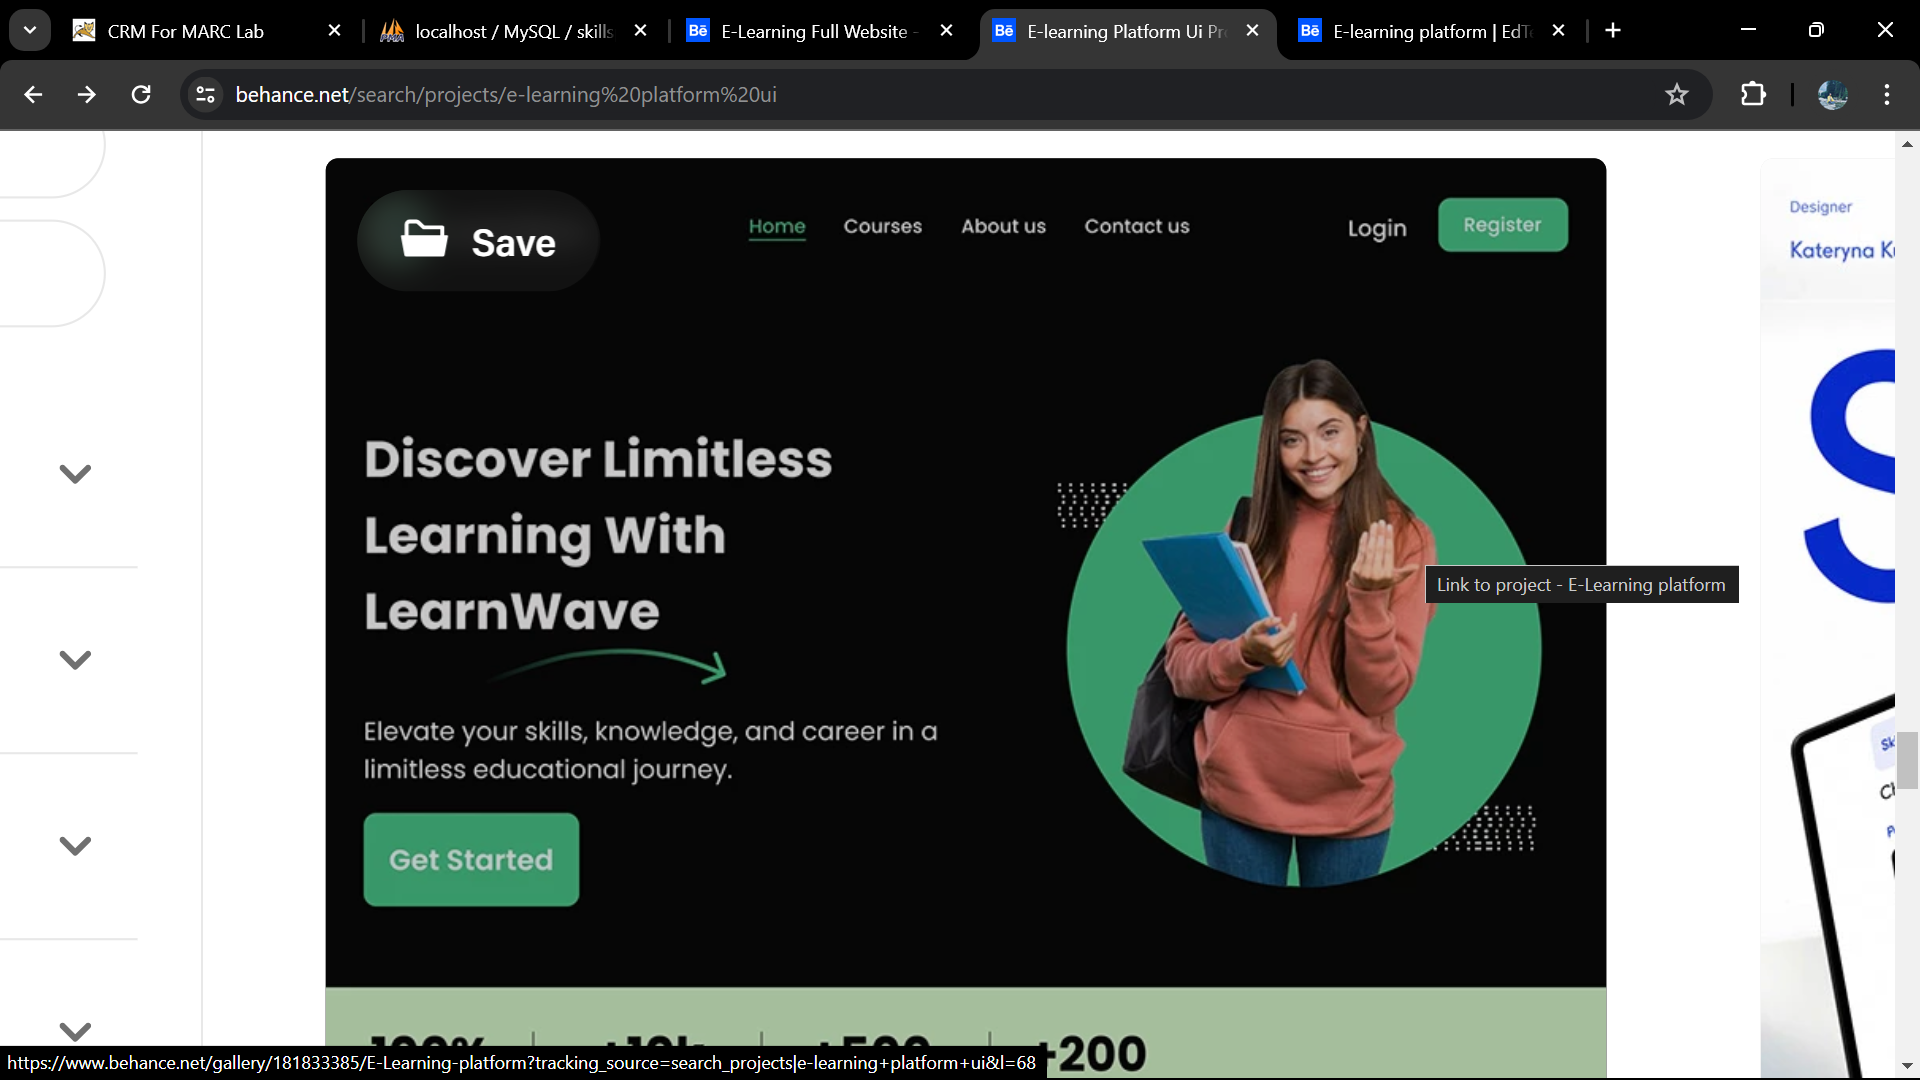 CRM For MARC Lab
localhost / MySQL / skills
E-Learning Full Website -
E-learning Platform Ui Pr
E-learning platform | EdT
behance.net/search/projects/e-learning%20platform%20ui
Save
Home
Courses
About us
Contact us
Login
Register
Designer
Kateryna K
Discover Limitless
Learning With
LearnWave
Link to project - E-Learning platform
Elevate your skills, knowledge, and career in a
limitless educational journey.
Get Started
100%
+10k
+500
+200
https://www.behance.net/gallery/181833385/E-Learning-platform?tracking_source=search_projects|e-learning+platform+ui&l=68